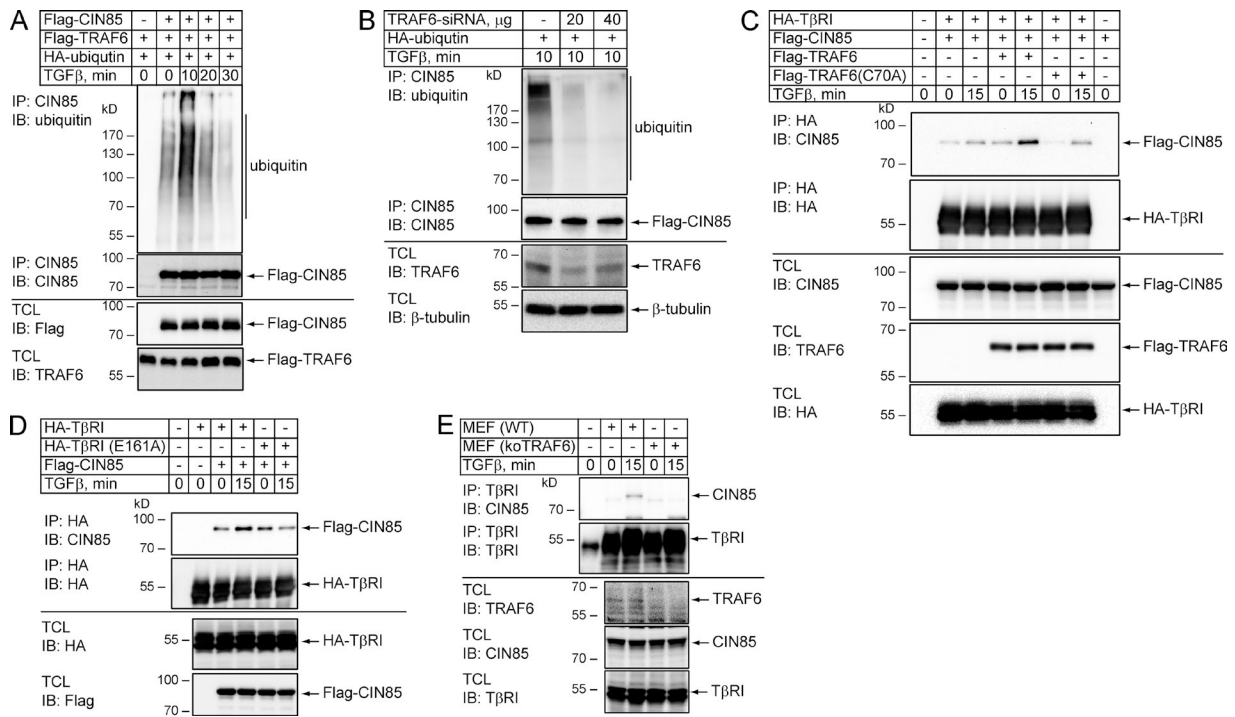 A
Flag-CIN85 - + + + +
Flag-TRAF6 + + + + +
HA-ubiqutin + + + + +
TGFβ, min 0 0 10 20 30
IP: CIN85
IB: ubiquitin
kD
170
130
100
70
55
ubiquitin
IP: CIN85
IB: CIN85
100
70
Flag-CIN85
TCL
IB: Flag
100
70
Flag-CIN85
TCL
IB: TRAF6
55
Flag-TRAF6
B
TRAF6-siRNA, μg - 20 40
HA-ubiqutin + + +
TGFβ, min 10 10 10
IP: CIN85
IB: ubiquitin
kD
170
130
100
70
ubiquitin
IP: CIN85
IB: CIN85
100
Flag-CIN85
TCL
IB: TRAF6
70
55
TRAF6
TCL
IB: β-tubulin
55
β-tubulin
C
HA-TβRI - + + + + + + -
Flag-CIN85 - + + + + + + +
Flag-TRAF6 - - - + + - - -
Flag-TRAF6(C70A) - - - - - + + -
TGFβ, min 0 0 15 0 15 0 15 0
IP: HA
IB: CIN85
kD
100
70
Flag-CIN85
IP: HA
IB: HA
55
HA-TβRI
TCL
IB: CIN85
100
70
Flag-CIN85
TCL
IB: TRAF6
70
55
Flag-TRAF6
TCL
IB: HA
55
HA-TβRI
D
HA-TβRI - + + + - -
HA-TβRI (E161A) - - - - + +
Flag-CIN85 - - + + + +
TGFβ, min 0 0 0 15 0 15
IP: HA
IB: CIN85
kD
100
70
Flag-CIN85
IP: HA
IB: HA
55
HA-TβRI
TCL
IB: HA
55
HA-TβRI
TCL
IB: Flag
100
70
Flag-CIN85
E
MEF (WT) - + + - -
MEF (koTRAF6) - - - + +
TGFβ, min 0 0 15 0 15
IP: TβRI
IB: CIN85
kD
70
CIN85
IP: TβRI
IB: TβRI
55
TβRI
TCL
IB: TRAF6
70
55
TRAF6
TCL
IB: CIN85
70
CIN85
TCL
IB: TβRI
55
TβRI